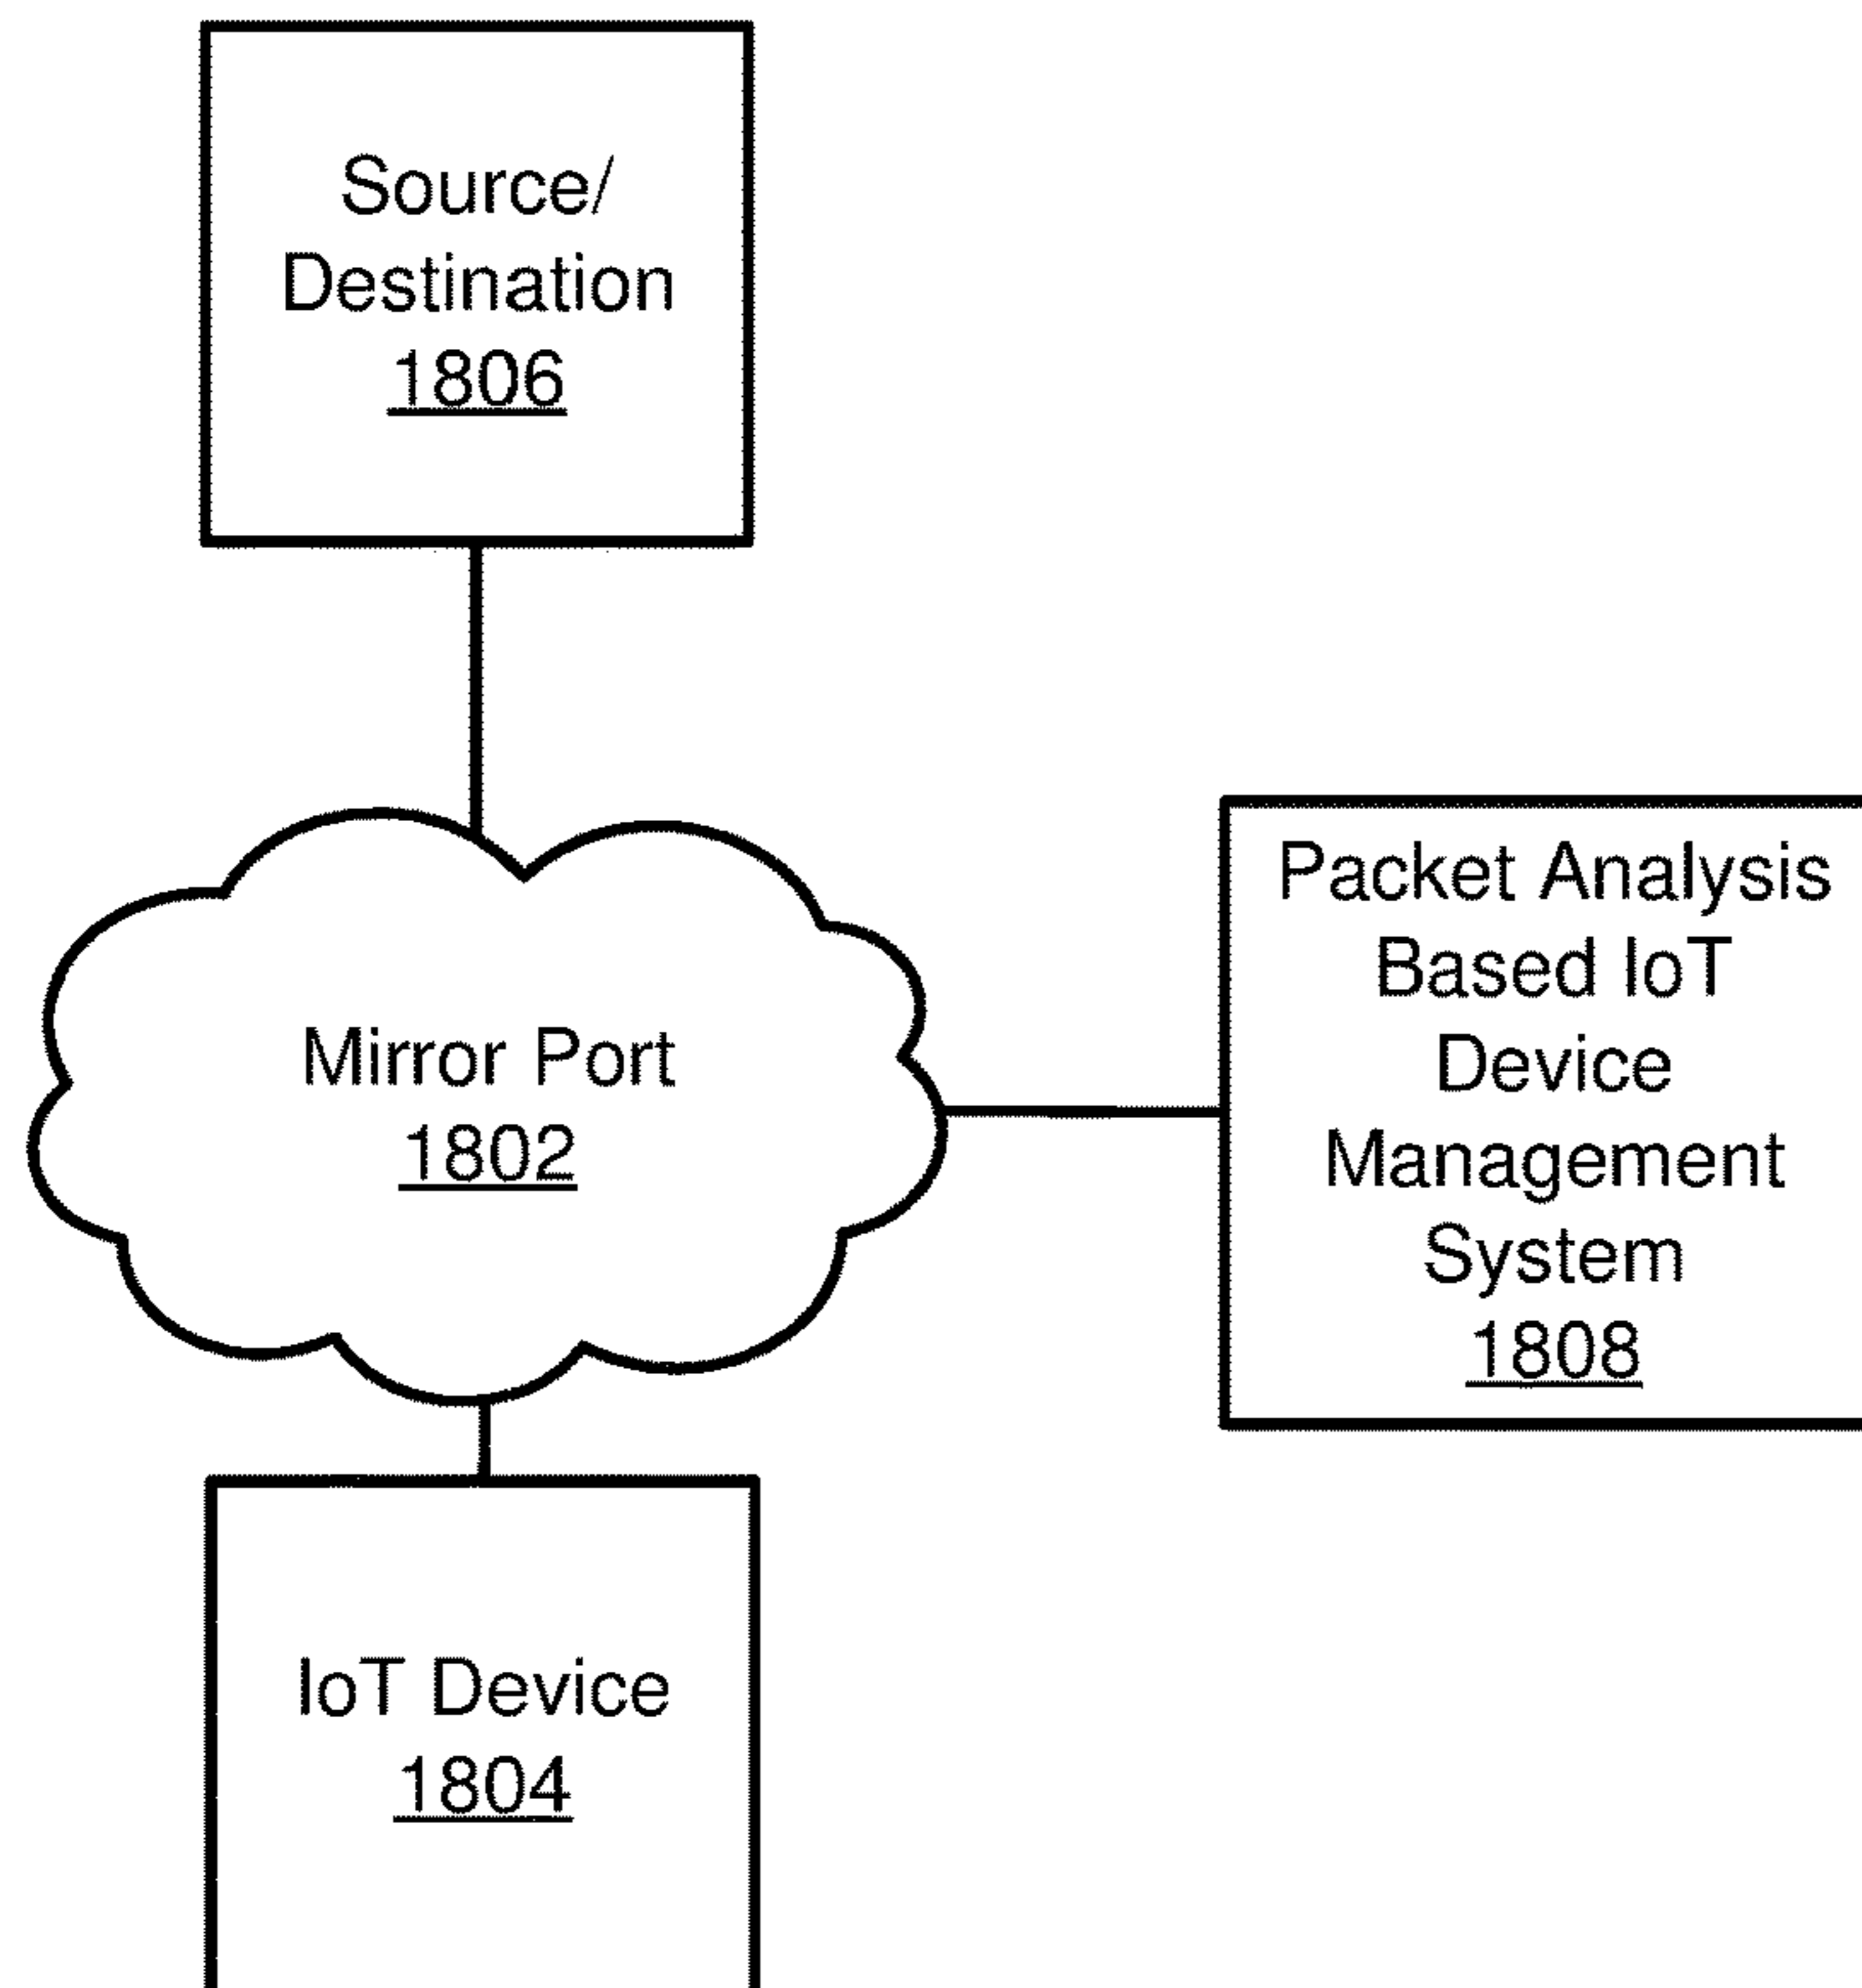 Source/
Destination
1806
Mirror Port
1802
Packet Analysis
Based IoT
Device
Management
System
1808
IoT Device
1804